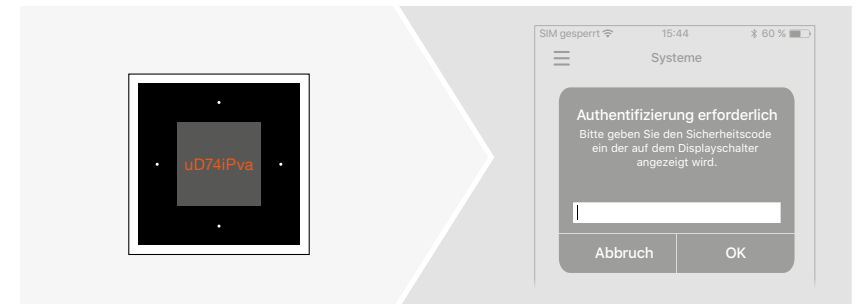 uD74iPva
SIM gesperrt 15:44 60 %
Systeme
Authentifizierung erforderlich
Bitte geben Sie den Sicherheitscode
ein der auf dem Displayschalter
angezeigt wird.
Abbruch OK